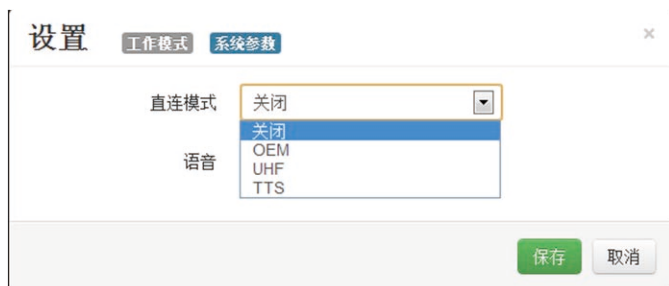 设置 工作模式 系统参数 ×
直连模式 关闭
关闭
OEM
语音
UHF
TTS
保存 取消